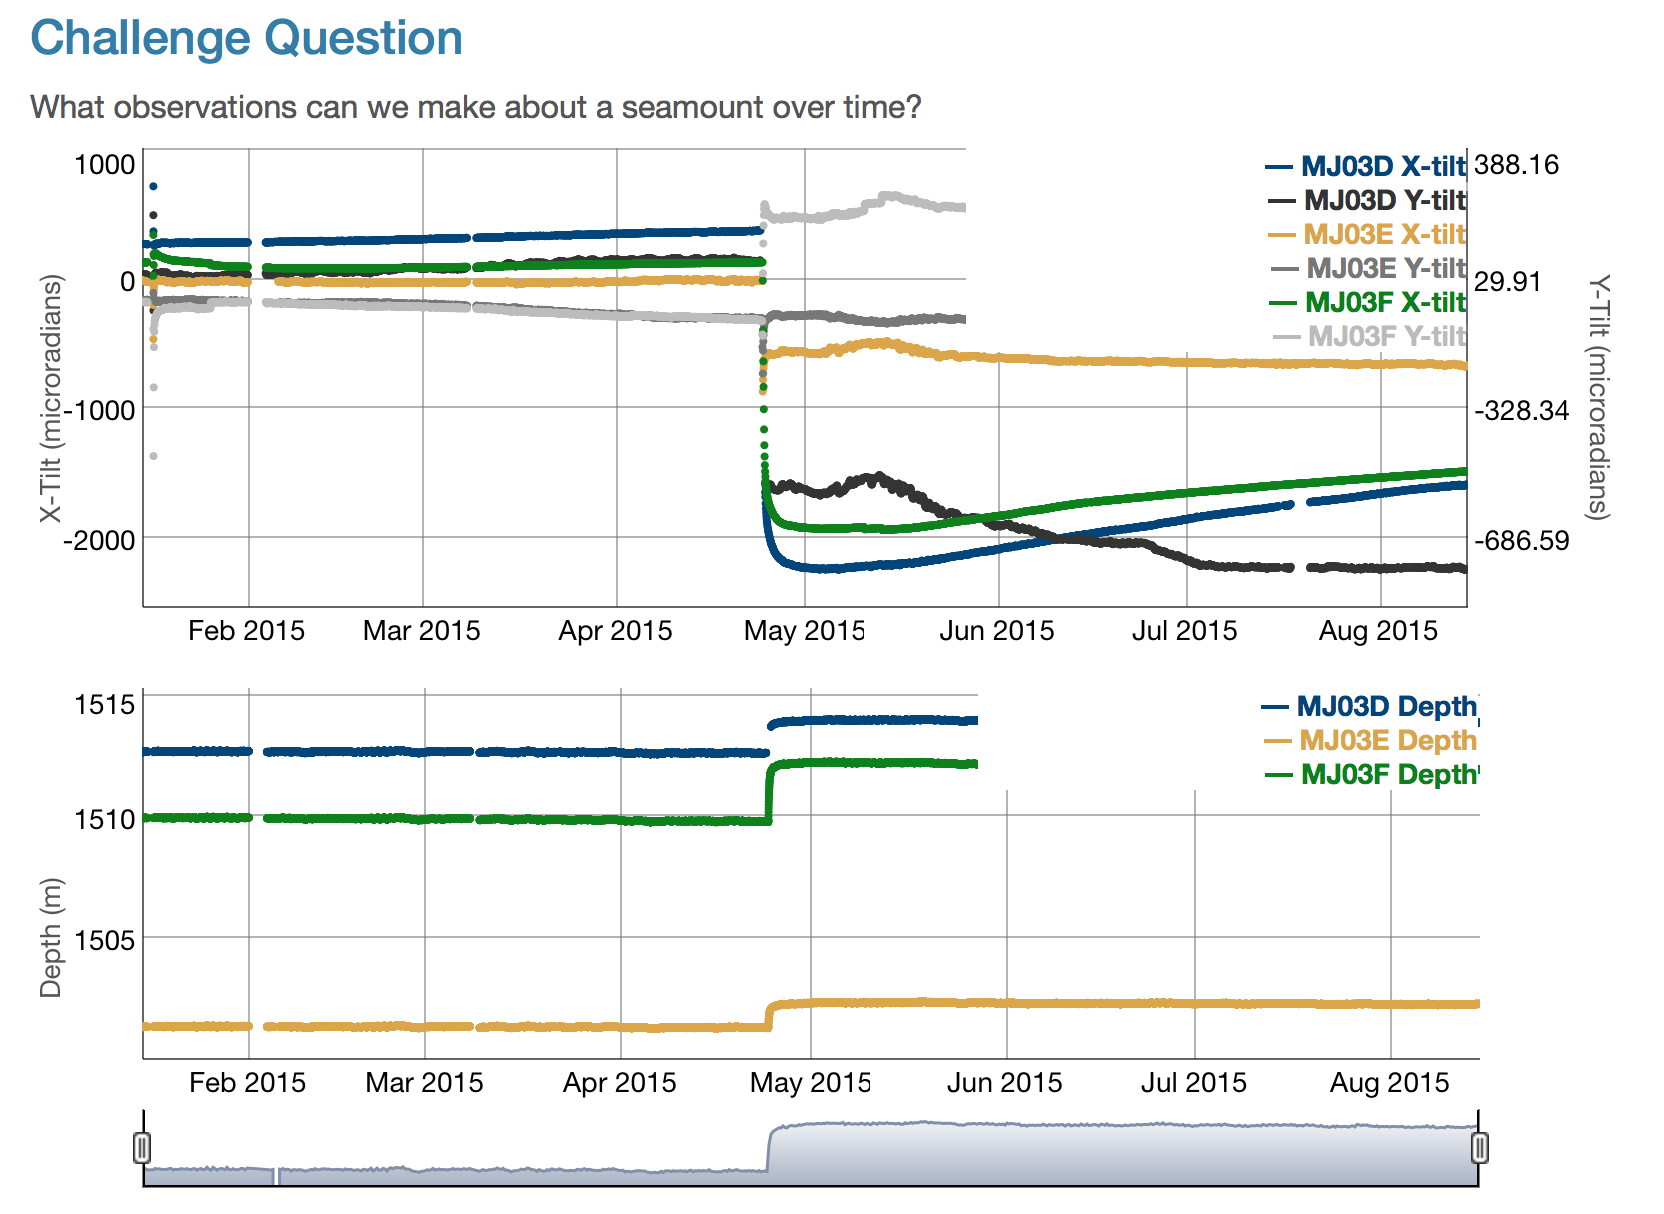 Challenge Question
What observations can we make about a seamount over time?
1000
0
-1000
-2000
X-Tilt (microradians)
MJ03D X-tilt
MJ03D Y-tilt
MJ03E X-tilt
MJ03E Y-tilt
MJ03F X-tilt
MJ03F Y-tilt
388.16
29.91
-328.34
-686.59
Y-Tilt (microradians)
Feb 2015 Mar 2015 Apr 2015 May 2015 Jun 2015 Jul 2015 Aug 2015
1515
1510
1505
Depth (m)
MJ03D Depth
MJ03E Depth
MJ03F Depth
Feb 2015 Mar 2015 Apr 2015 May 2015 Jun 2015 Jul 2015 Aug 2015